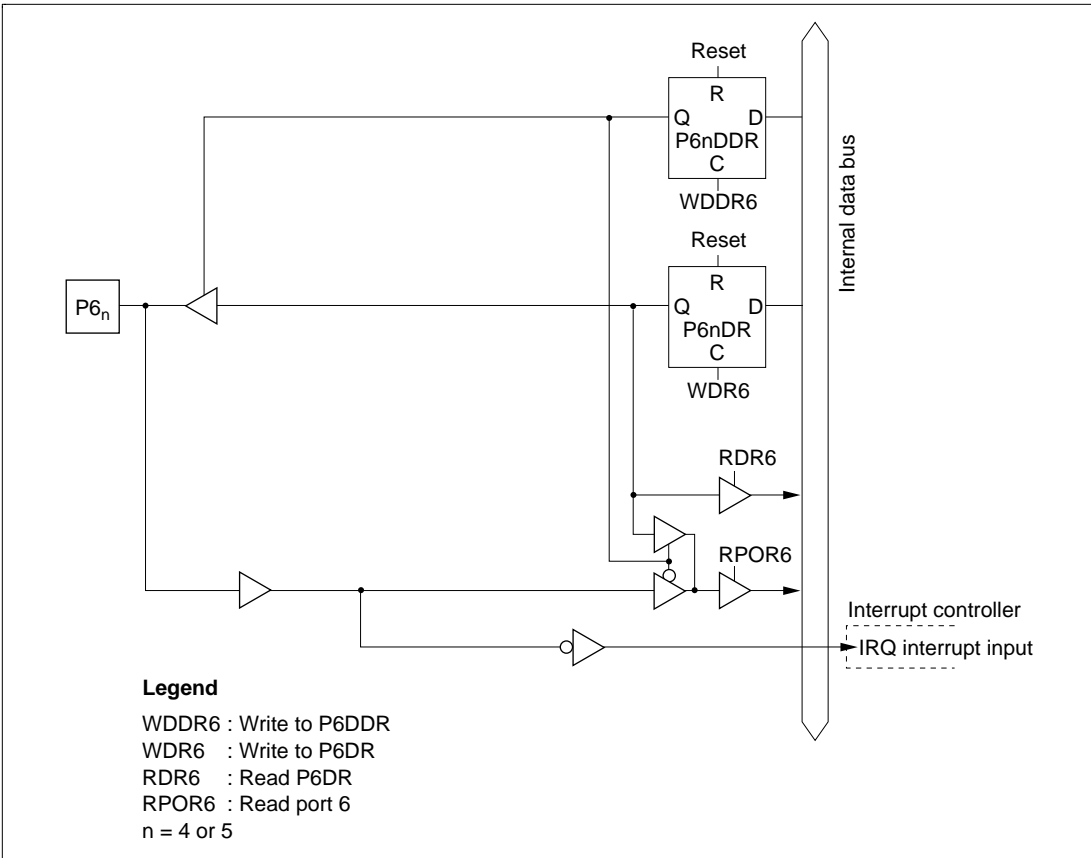 Reset
R
Q D
P6nDDR
C
WDDR6
Reset
R
Q D
P6nDR
C
WDR6
P6n
Internal data bus
RDR6
RPOR6
Interrupt controller
IRQ interrupt input
Legend
WDDR6 : Write to P6DDR
WDR6 : Write to P6DR
RDR6 : Read P6DR
RPOR6 : Read port 6
n = 4 or 5